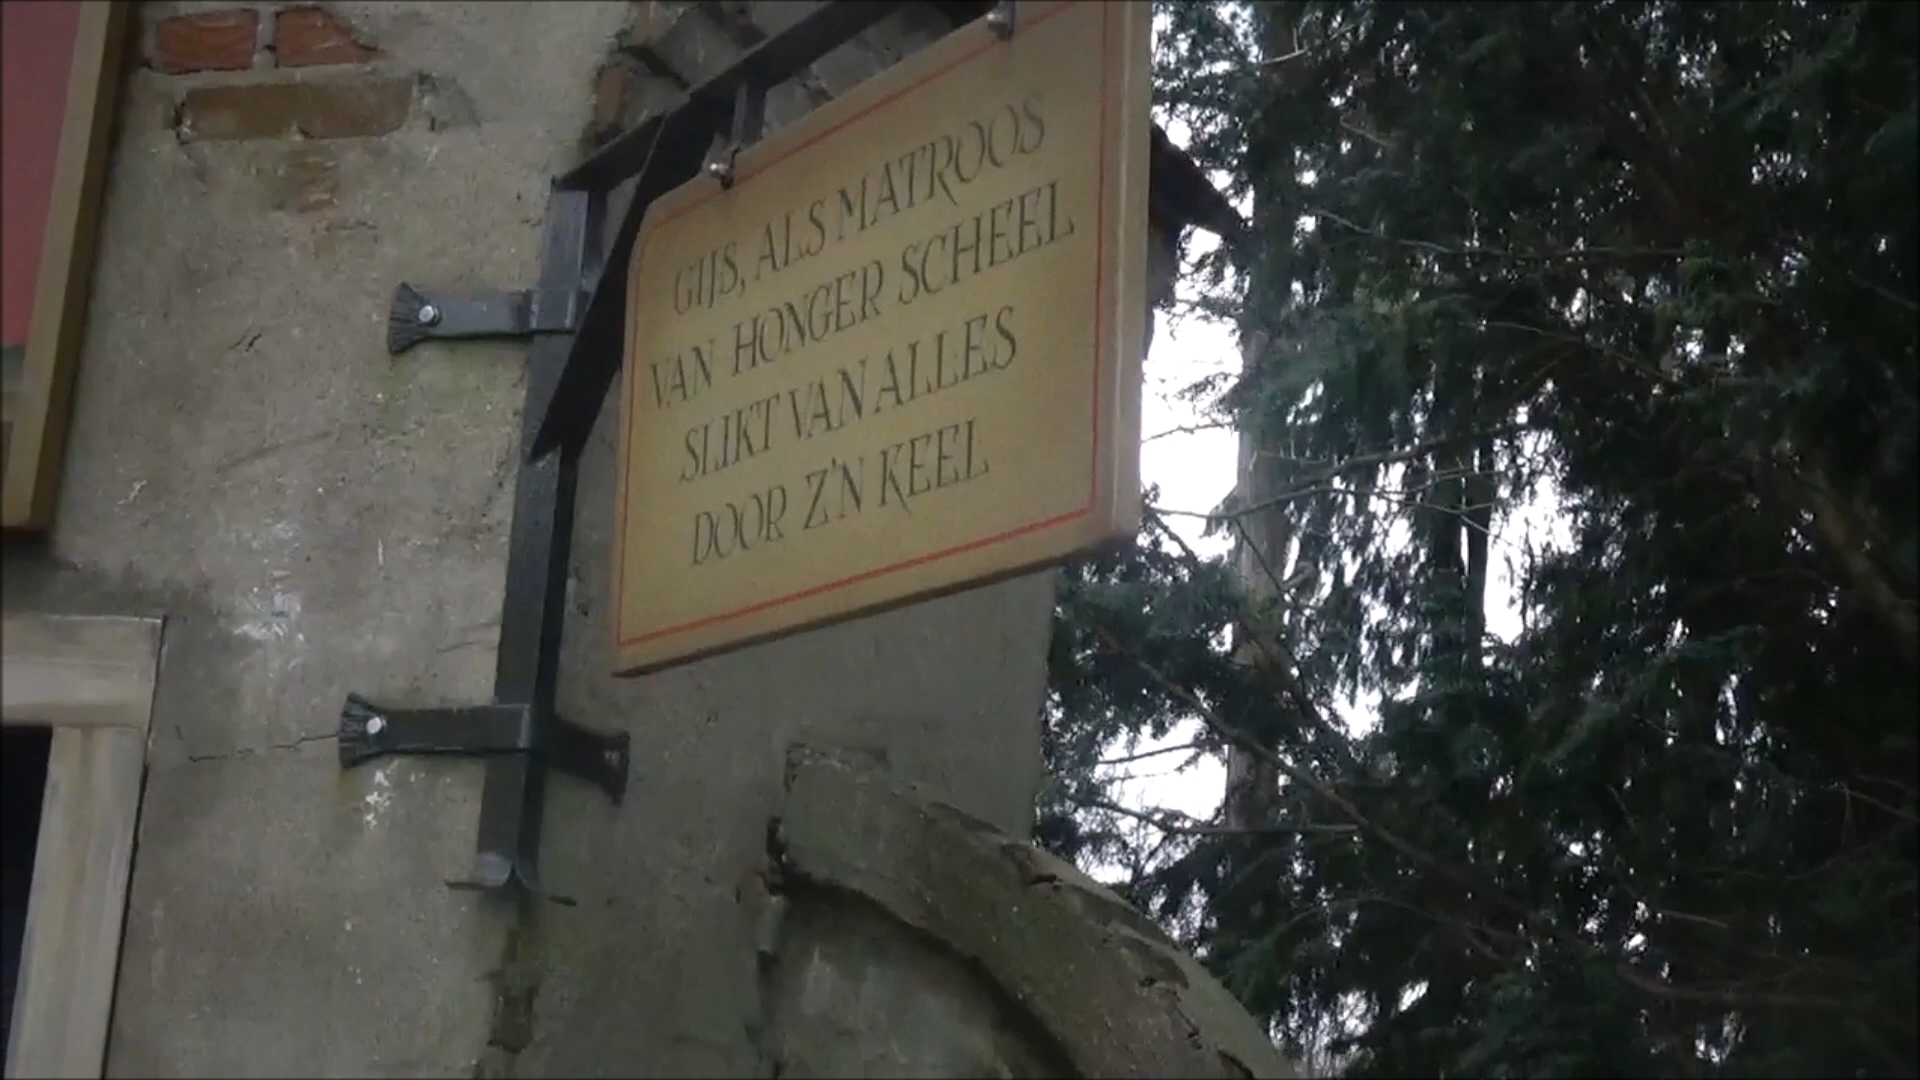 GIJS, ALS MATROOS
VAN HONGER SCHEEL
SLIKT VAN ALLES
DOOR Z'N KEEL